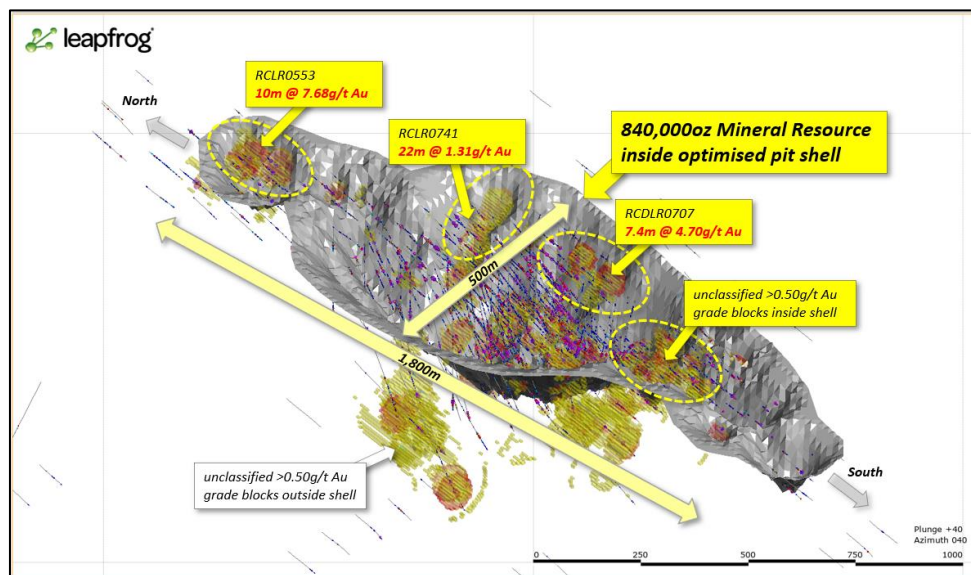 leapfrog
RCLR0553
10m @ 7.68g/t Au
North
RCLR0741
22m @ 1.31g/t Au
840,000oz Mineral Resource
inside optimised pit shell
RCDLR0707
7.4m @ 4.70g/t Au
500m
unclassified >0.50g/t Au
grade blocks inside shell
1,800m
unclassified >0.50g/t Au
grade blocks outside shell
South
Plunge +40
Azimuth 040
0 250 500 750 1000